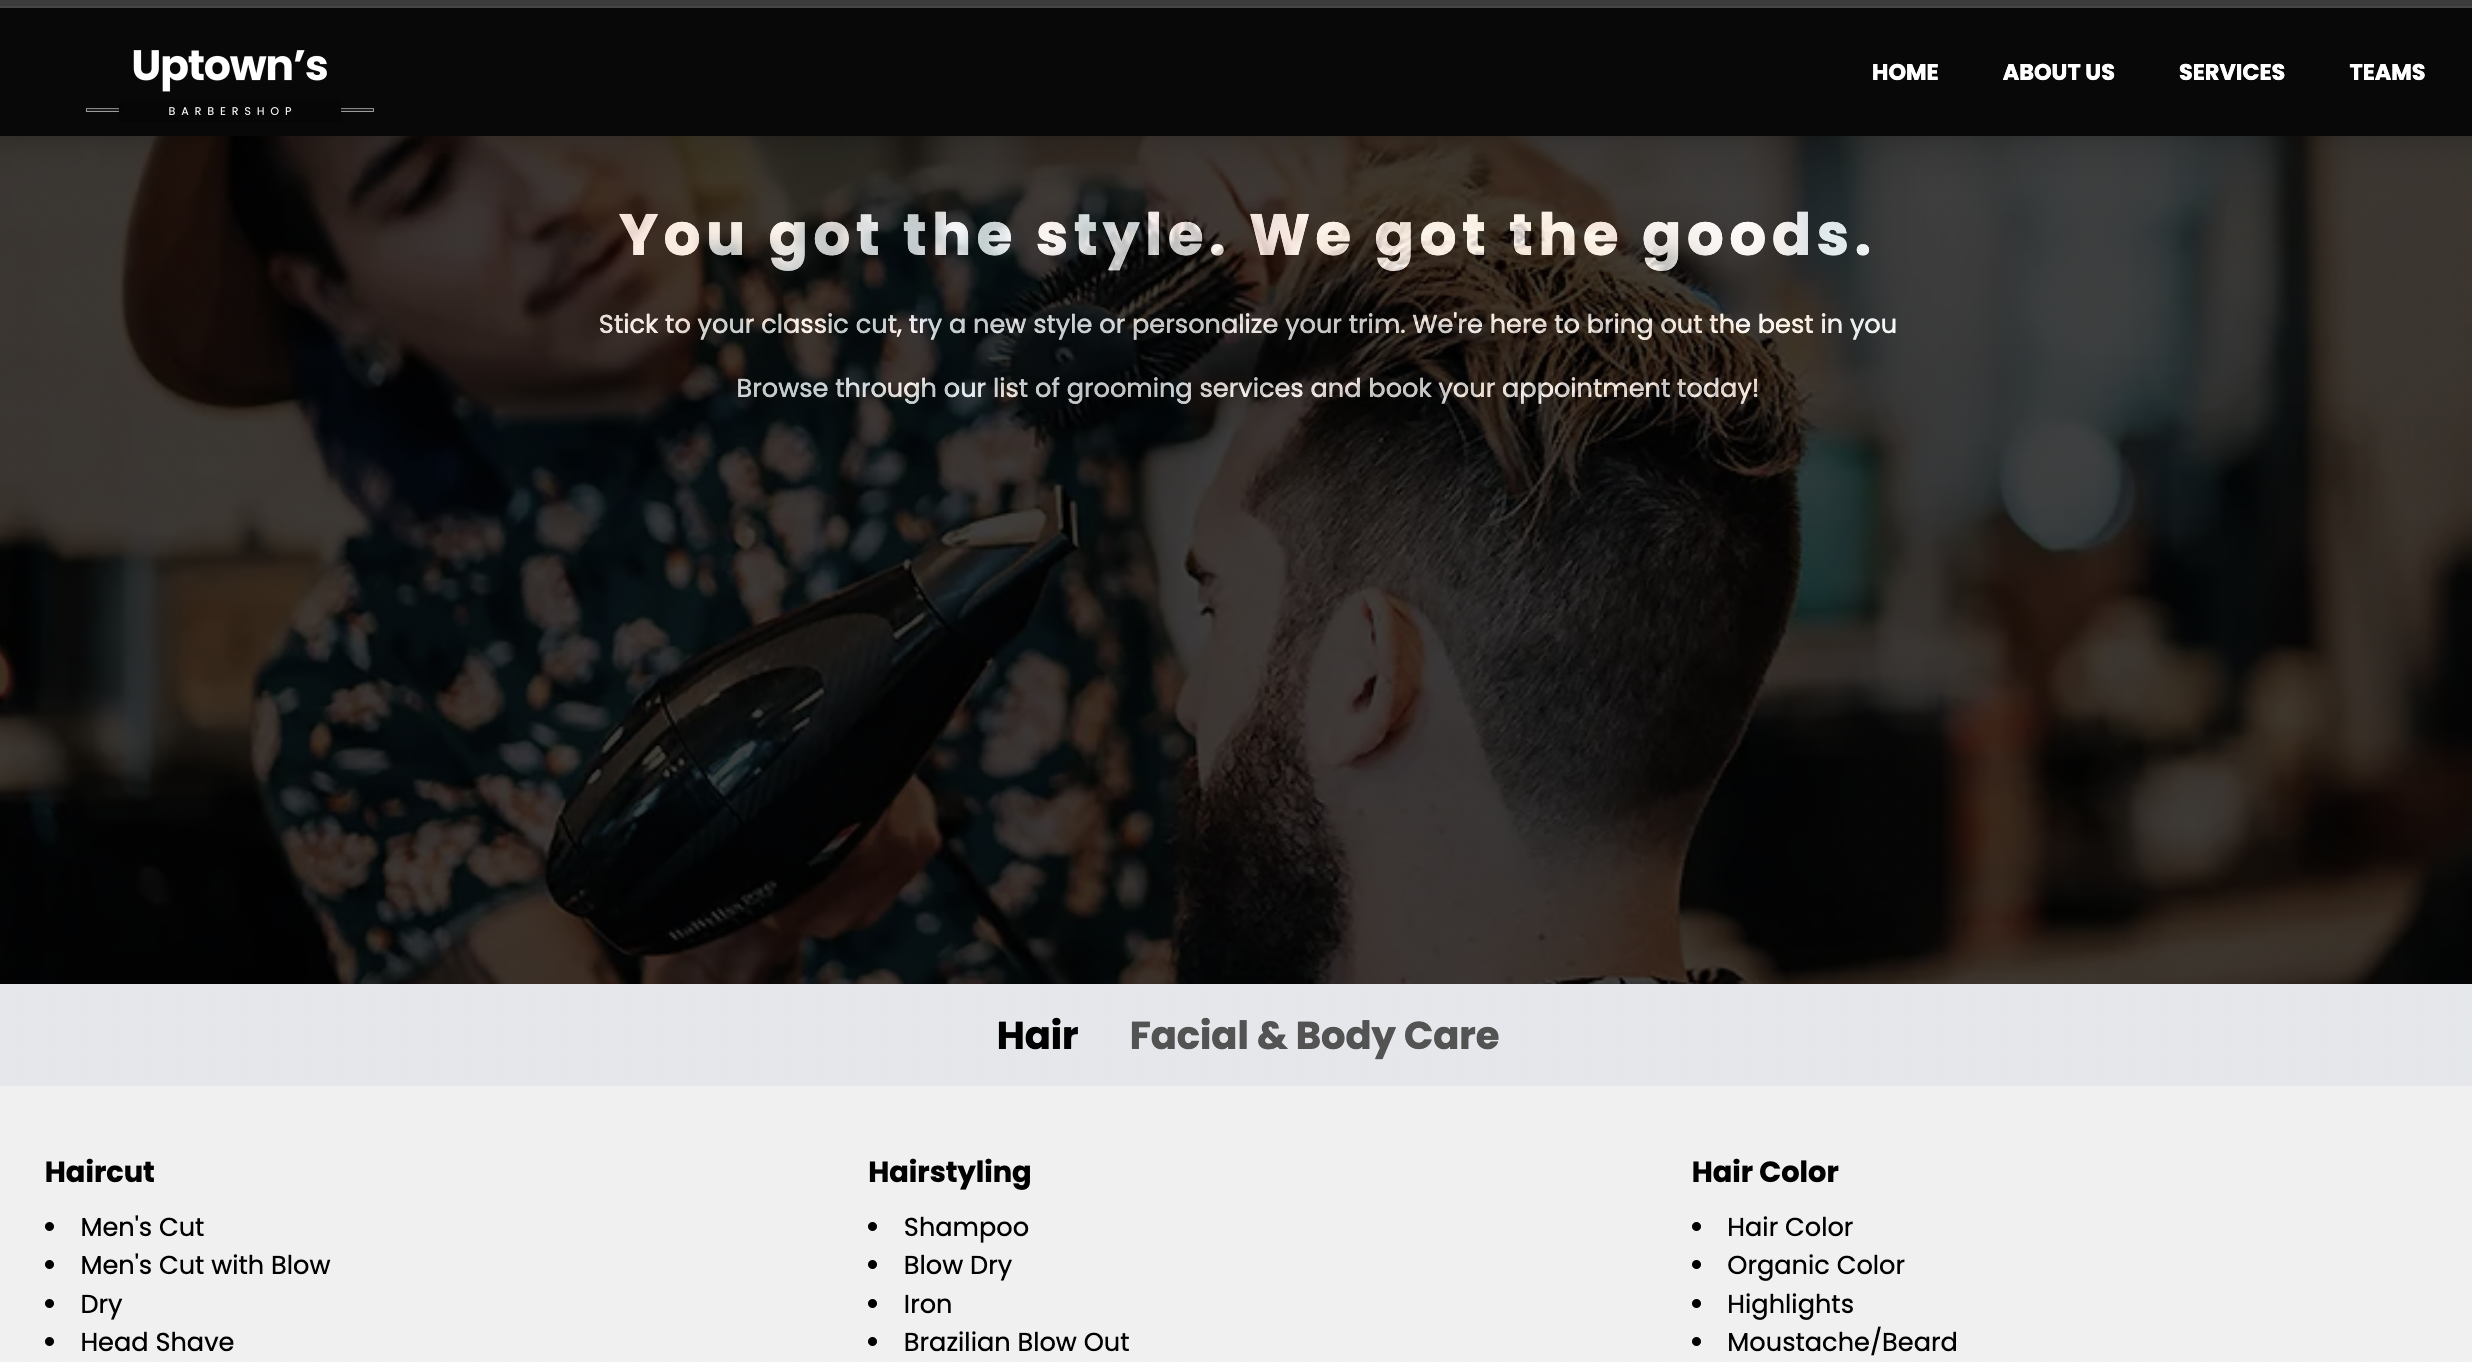 Uptown’s
BARBERSHOP
HOME ABOUT US SERVICES TEAMS
You got the style. We got the goods.
Stick to your classic cut, try a new style or personalize your trim. We're here to bring out the best in you
Browse through our list of grooming services and book your appointment today!
Hair Facial & Body Care
Haircut
• Men's Cut
• Men's Cut with Blow
• Dry
• Head Shave
Hairstyling
• Shampoo
• Blow Dry
• Iron
• Brazilian Blow Out
Hair Color
• Hair Color
• Organic Color
• Highlights
• Moustache/Beard